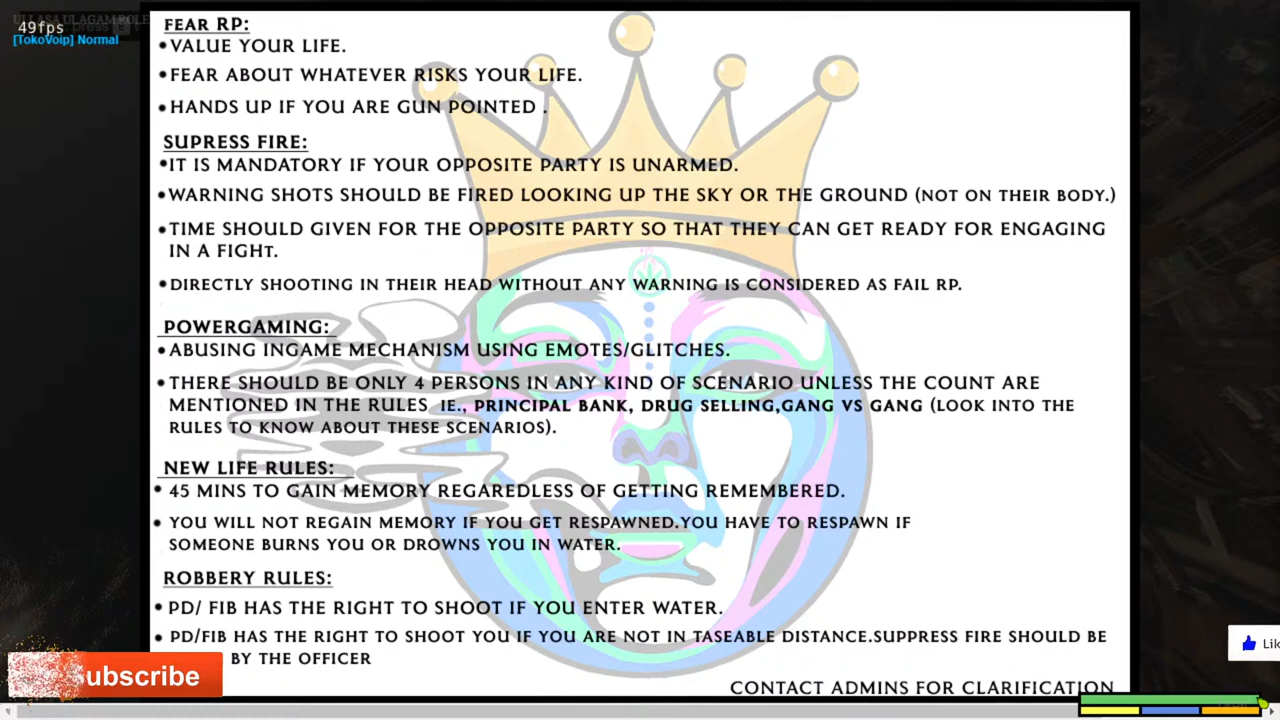 ULLASA ULAGAM ROLE
49fps
press
[TokoVoip] Normal
FEAR RP:
•VALUE YOUR LIFE.
•FEAR ABOUT WHATEVER RISKS YOUR LIFE.
•HANDS UP IF YOU ARE GUN POINTED .
SUPRESS FIRE:
•IT IS MANDATORY IF YOUR OPPOSITE PARTY IS UNARMED.
•WARNING SHOTS SHOULD BE FIRED LOOKING UP THE SKY OR THE GROUND (NOT ON THEIR BODY.)
•TIME SHOULD GIVEN FOR THE OPPOSITE PARTY SO THAT THEY CAN GET READY FOR ENGAGING
IN A FIGHT.
•DIRECTLY SHOOTING IN THEIR HEAD WITHOUT ANY WARNING IS CONSIDERED AS FAIL RP.
POWERGAMING:
•ABUSING INGAME MECHANISM USING EMOTES/GLITCHES.
•THERE SHOULD BE ONLY 4 PERSONS IN ANY KIND OF SCENARIO UNLESS THE COUNT ARE
MENTIONED IN THE RULES IE., PRINCIPAL BANK, DRUG SELLING,GANG VS GANG (LOOK INTO THE
RULES TO KNOW ABOUT THESE SCENARIOS).
NEW LIFE RULES:
• 45 MINS TO GAIN MEMORY REGAREDLESS OF GETTING REMEMBERED.
• YOU WILL NOT REGAIN MEMORY IF YOU GET RESPAWNED.YOU HAVE TO RESPAWN IF
SOMEONE BURNS YOU OR DROWNS YOU IN WATER.
ROBBERY RULES:
• PD/ FIB HAS THE RIGHT TO SHOOT IF YOU ENTER WATER.
• PD/FIB HAS THE RIGHT TO SHOOT YOU IF YOU ARE NOT IN TASEABLE DISTANCE.SUPPRESS FIRE SHOULD BE
BY THE OFFICER
Lik
ubscribe
CONTACT ADMINS FOR CLARIFICATION